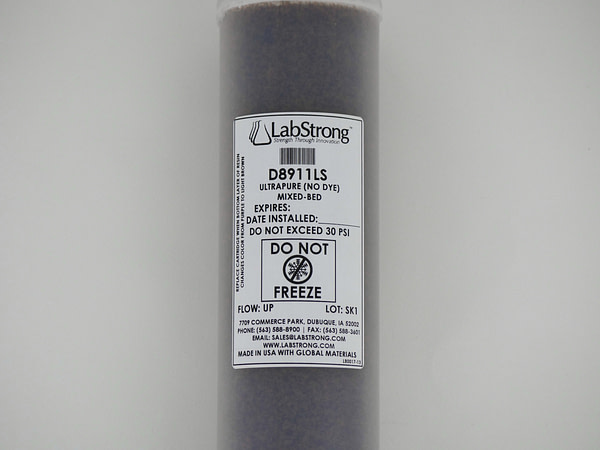 LabStrong™
Strength Through Innovation
D8911LS
ULTRAPURE (NO DYE)
MIXED-BED
EXPIRES:
DATE INSTALLED:
DO NOT EXCEED 30 PSI
DO NOT
FREEZE
FLOW: UP LOT: SK1
7709 COMMERCE PARK, DUBUQUE, IA 52002
PHONE: (563) 588-8900 | FAX: (563) 588-3601
EMAIL: SALES@LABSTRONG.COM
WWW.LABSTRONG.COM
MADE IN USA WITH GLOBAL MATERIALS
REPLACE CARTRIDGE WHEN BOTTOM LAYER OF RESIN
CHANGES COLOR FROM PURPLE TO LIGHT BROWN